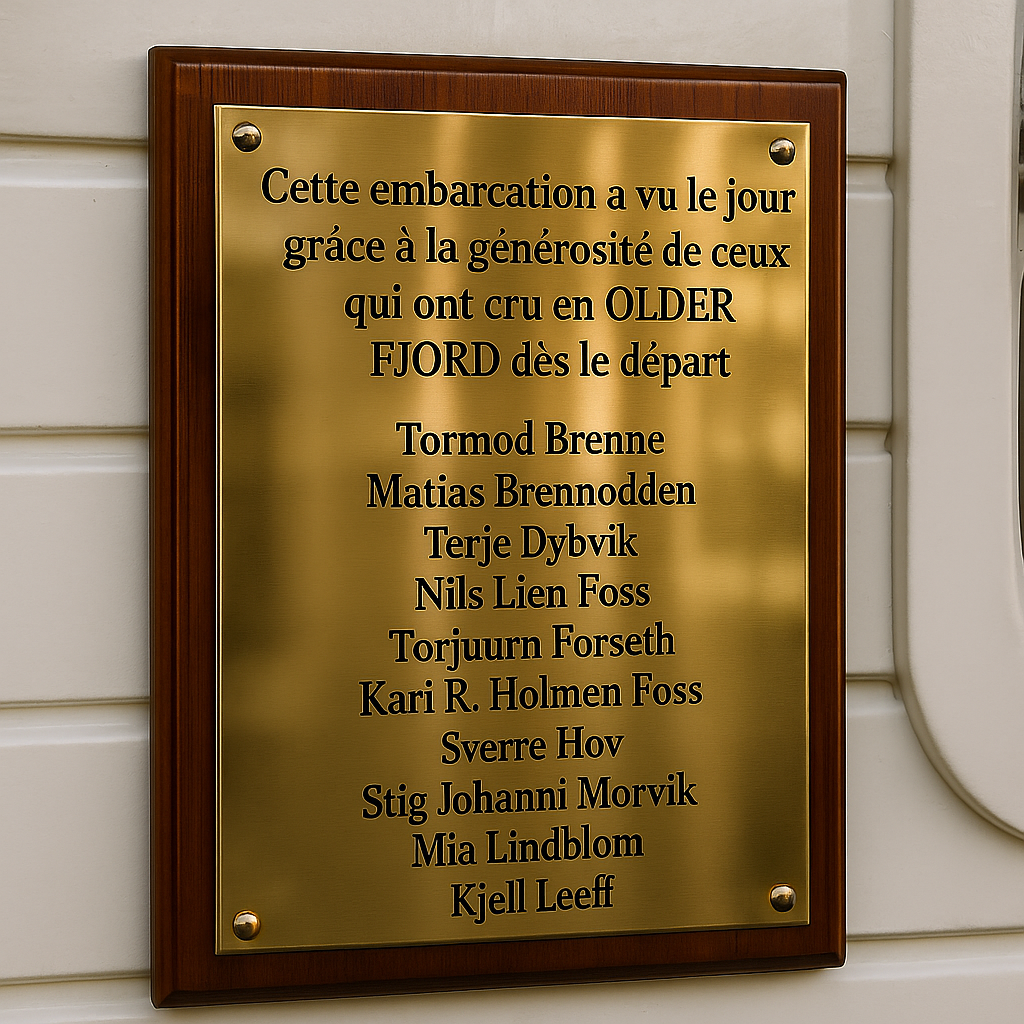 Cette embarcation a vu le jour
gráce à la générosité de ceux
qui ont cru en OLDER
FJORD dès le départ
Tormod Brenne
Matias Brennodden
Terje Dybvik
Nils Lien Foss
Torjuurn Forseth
Kari R. Holmen Foss
Sverre Hov
Stig Johanni Morvik
Mia Lindblom
Kjell Leeff